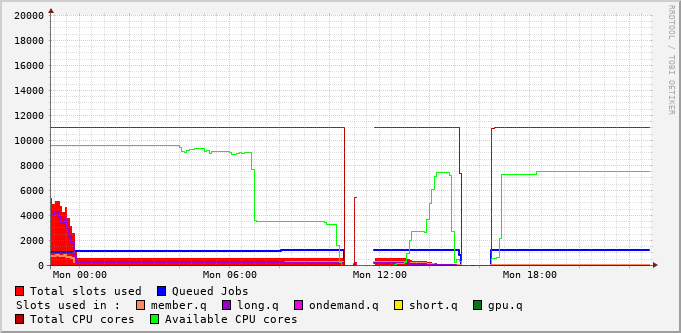 RRDTOOL / TOBI OETIKER
20000
18000
16000
14000
12000
10000
8000
6000
4000
2000
0
Mon 00:00 Mon 06:00 Mon 12:00 Mon 18:00
Total slots used Queued Jobs
Slots used in : member.q long.q ondemand.q short.q gpu.q
Total CPU cores Available CPU cores